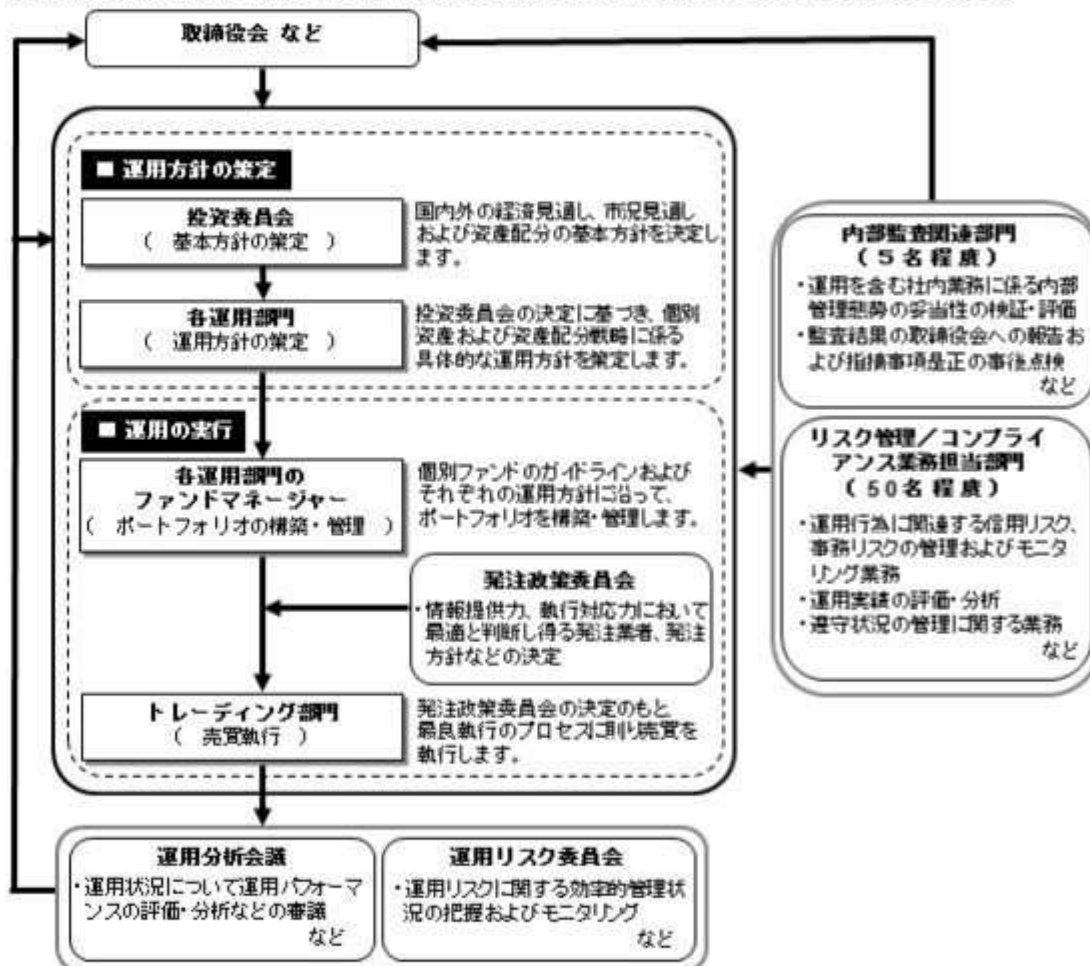 取締役会 など
■ 運用方針の策定
投資委員会
（ 基本方針の策定 ）
国内外の経済見通し、市況見通し
および資産配分の基本方針を決定し
ます。
各運用部門
（ 運用方針の策定 ）
投資委員会の決定に基づき、個別
資産および資産配分戦略に係る
具体的な運用方針を策定します。
■ 運用の実行
各運用部門の
ファンドマネージャー
（ ポートフォリオの構築・管理 ）
個別ファンドのガイドラインおよび
それぞれの運用方針に沿って、
ポートフォリオを構築・管理します。
発注政策委員会
・情報提供力、執行対応力において
最適と判断し得る発注業者、発注
方針などの決定
トレーディング部門
（ 売買執行 ）
発注政策委員会の決定のもと
最良執行のプロセスに則り売買を
執行します。
運用分析会議
・運用状況について運用パフォーマ
ンスの評価・分析などの審議
など
運用リスク委員会
・運用リスクに関する効率的管理状
況の把握およびモニタリング
など
内部監査関連部門
（５名程度）
・運用を含む社内業務に係る内部
管理態勢の妥当性の検証・評価
・監査結果の取締役会への報告お
よび指摘事項是正の事後点検
など
リスク管理／コンプライ
アンス業務担当部門
（５０名程度）
・運用行為に関連する信用リスク、
事務リスクの管理およびモニタ
リング業務
・運用実績の評価・分析
・遵守状況の管理に関する業務
など